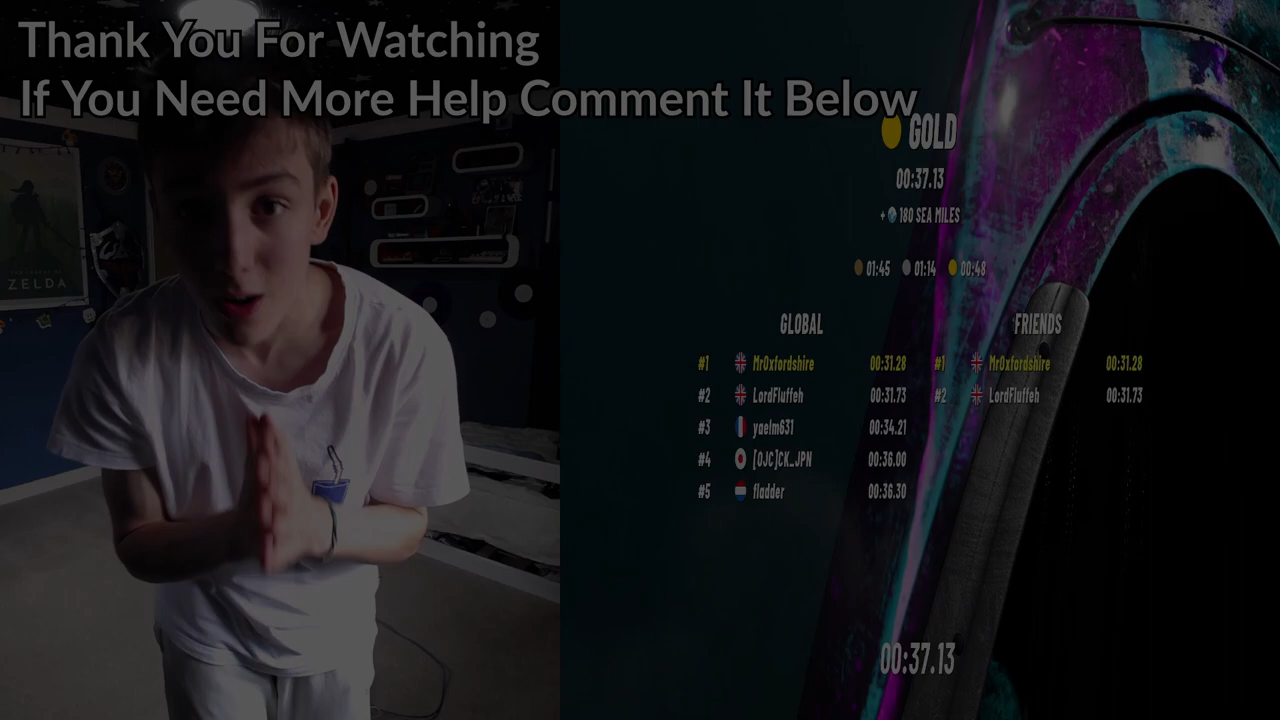 Thank You For Watching
If You Need More Help Comment It Below
ZELDA
GOLD
00:37.13
+ 180 SEA MILES
01:45 01:14 00:48
GLOBAL FRIENDS
#1 MrOxfordshire 00:31.28 #1 MrOxfordshire 00:31.28
#2 LordFluffeh 00:31.73 #2 LordFluffeh 00:31.73
#3 yaelm631 00:34.21
#4 [OJC]CK_JPN 00:36.00
#5 fladder 00:36.30
00:37.13